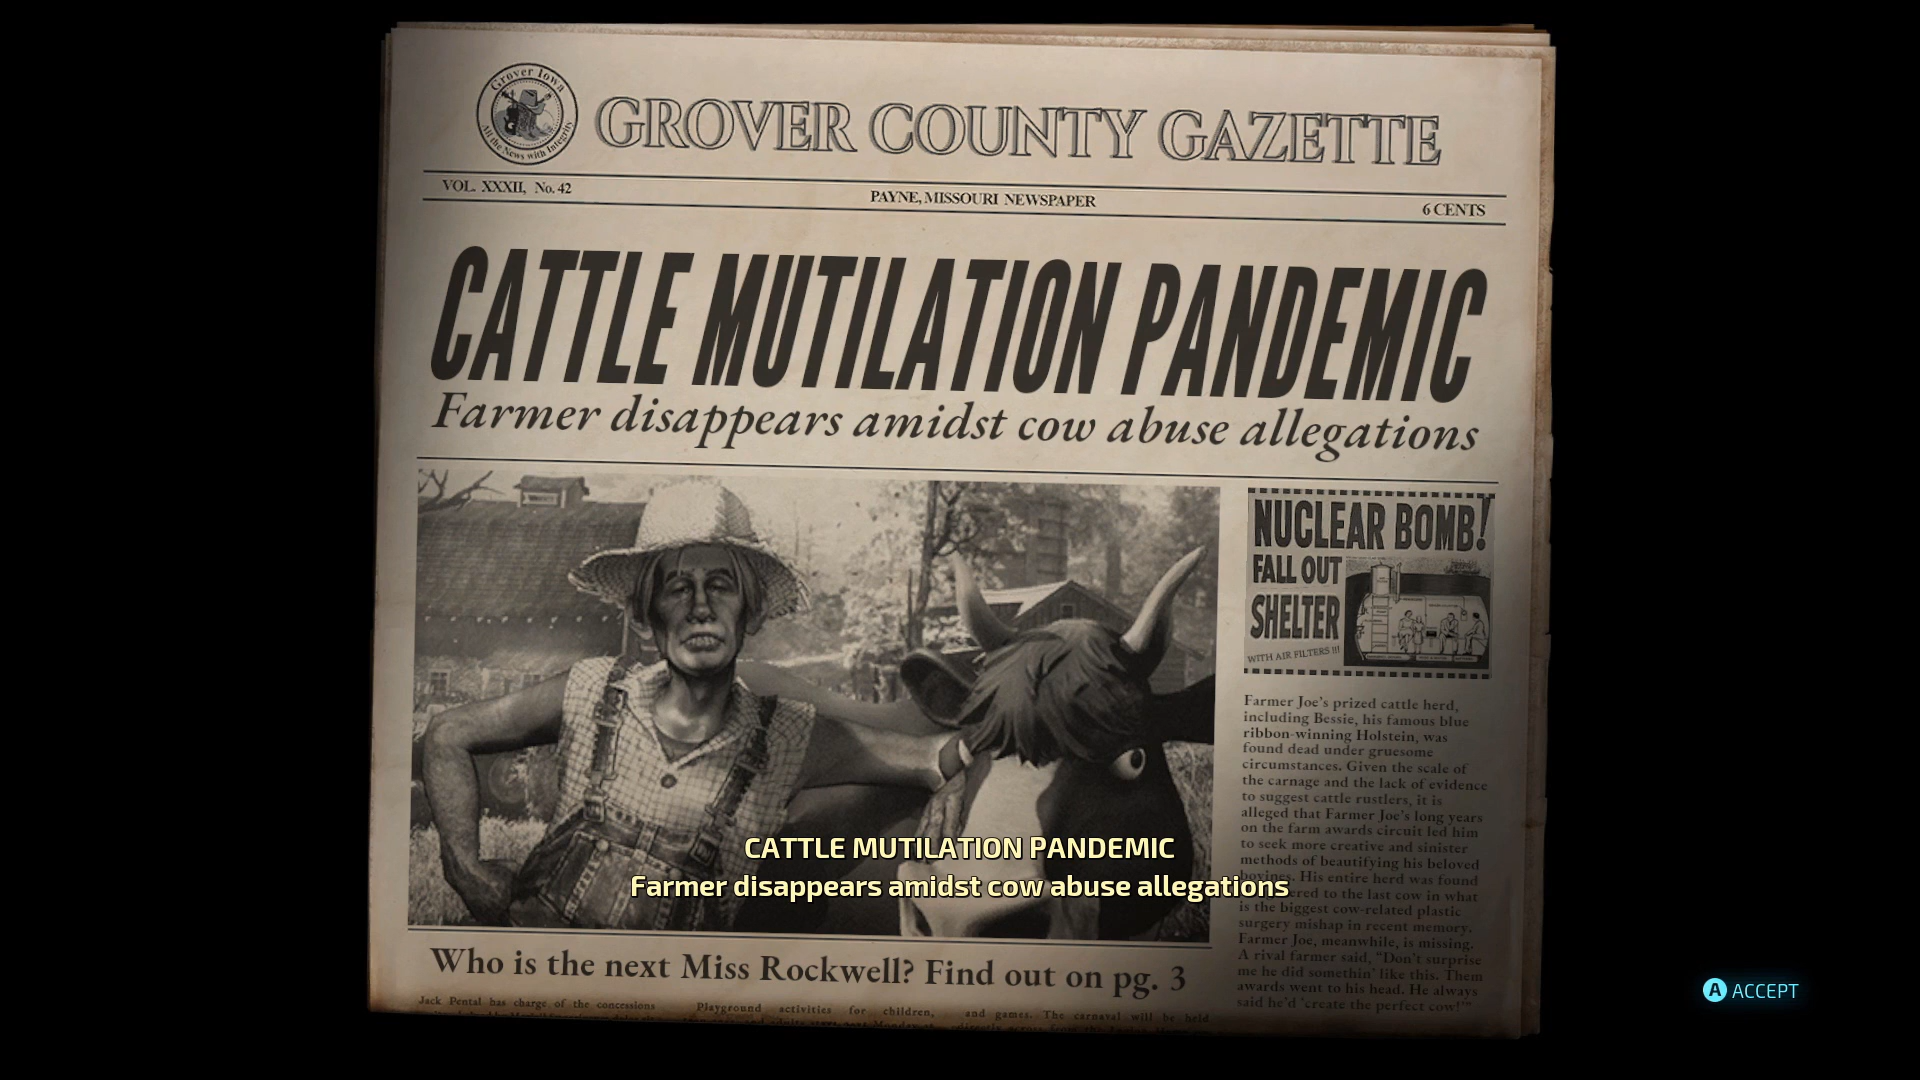 Grover Iowa
All the News with Integrity
GROVER COUNTY GAZETTE
VOL. XXXII, No. 42
PAYNE, MISSOURI NEWSPAPER
6 CENTS
CATTLE MUTILATION PANDEMIC
Farmer disappears amidst cow abuse allegations
NUCLEAR BOMB!
FALL OUT
SHELTER
WITH AIR FILTERS !!!
Farmer Joe's prized cattle herd,
including Bessie, his famous blue
ribbon-winning Holstein, was
found dead under gruesome
circumstances. Given the scale of
the carnage and the lack of evidence
to suggest cattle rustlers, it is
alleged that Farmer Joe's long years
on the farm awards circuit led him
to seek more creative and sinister
methods of beautifying his beloved
bovines. His entire herd was found
to the last cow in what
is the biggest cow-related plastic
surgery mishap in recent memory.
Farmer Joe, meanwhile, is missing.
A rival farmer said, "Don't surprise
me he did somethin' like this. Them
awards went to his head. He always
said he'd 'create the perfect cow!'"
CATTLE MUTILATION PANDEMIC
Farmer disappears amidst cow abuse allegations
Who is the next Miss Rockwell? Find out on pg. 3
Jack Pental has charge of the concessions
Playground activities for children,
and games. The carnaval will be held
A ACCEPT